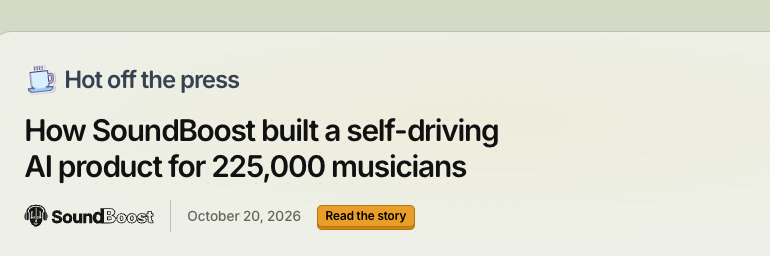 Hot off the press
How SoundBoost built a self-driving
AI product for 225,000 musicians
SoundBoost
October 20, 2026
Read the story